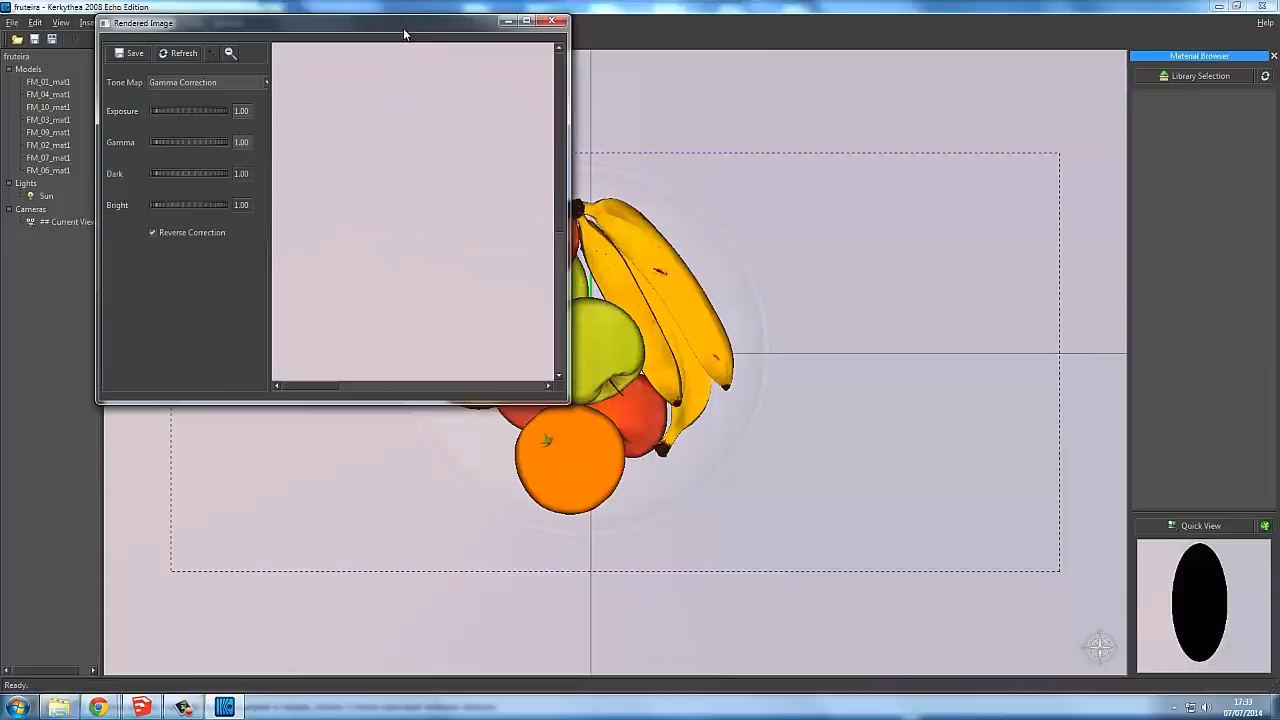 fruteira - Kerkythea 2008 Echo Edition
File Edit View Inse
Help
Rendered Image
Save Refresh
Tone Map Gamma Correction
Exposure 1.00
Gamma 1.00
Dark 1.00
Bright 1.00
Reverse Correction
fruteira
Models
FM_01_mat1
FM_04_mat1
FM_10_mat1
FM_03_mat1
FM_09_mat1
FM_02_mat1
FM_07_mat1
FM_06_mat1
Lights
Sun
Cameras
## Current View
Material Browser
Library Selection
Quick View
Ready.
17:33
07/07/2014